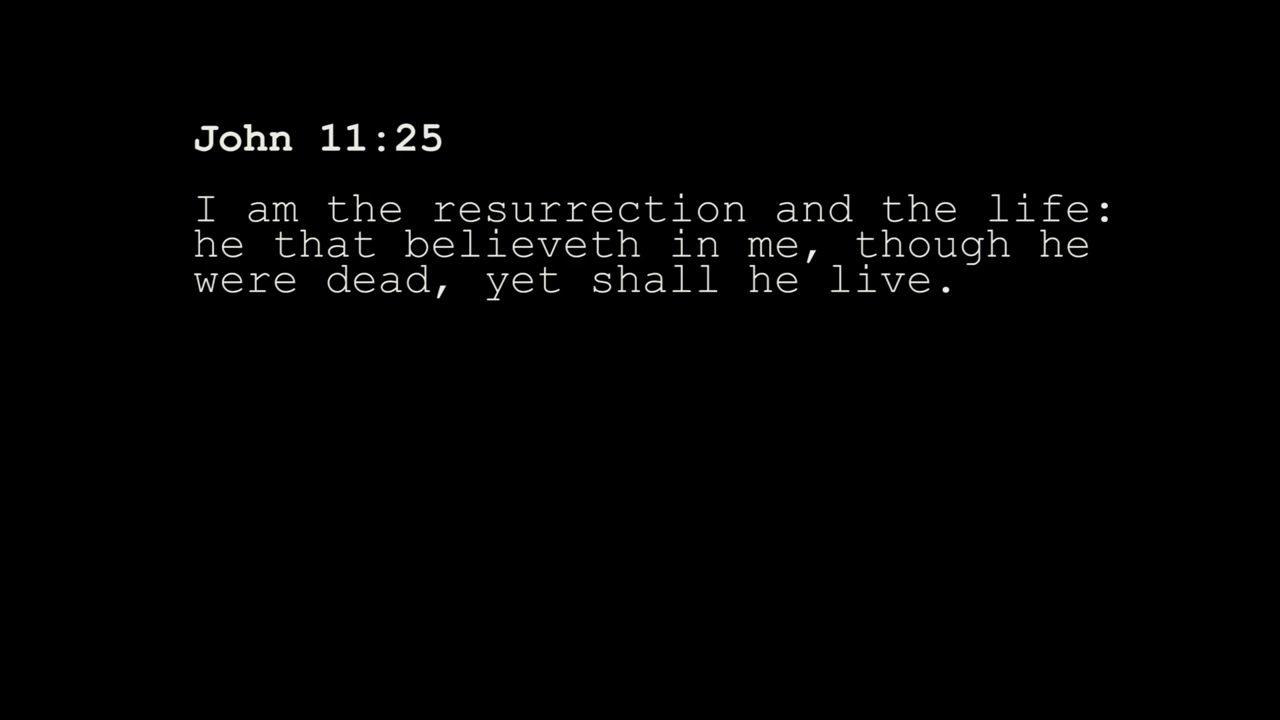 John 11:25
I am the resurrection and the life:
he that believeth in me, though he
were dead, yet shall he live.